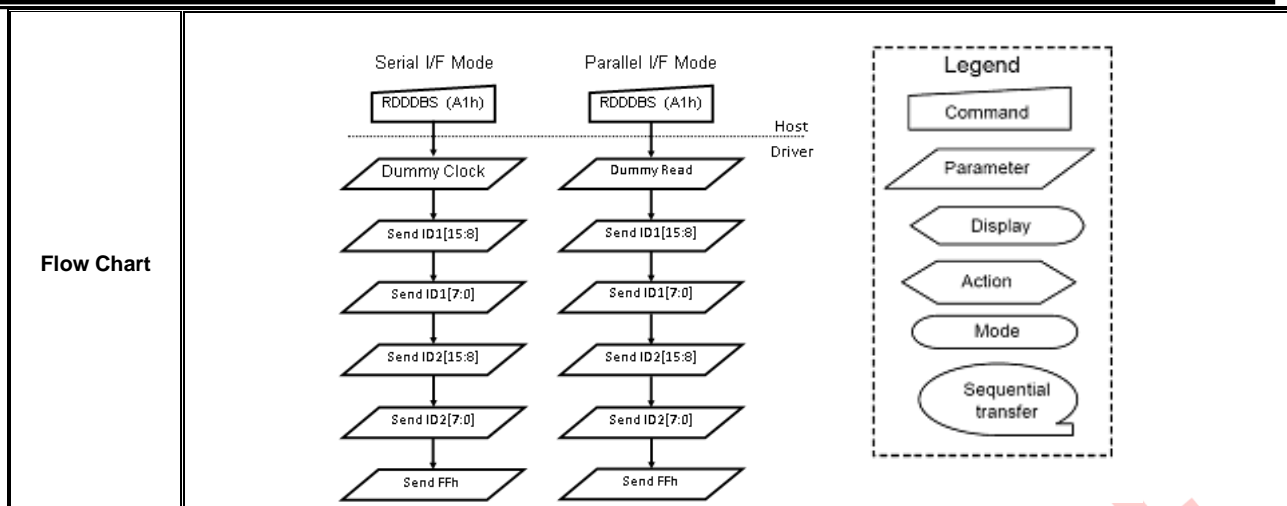 Flow Chart
Serial I/F Mode
RDDDBS (A1h)
Dummy Clock
Send ID1[15:8]
Send ID1[7:0]
Send ID2[15:8]
Send ID2[7:0]
Send FFh
Parallel I/F Mode
RDDDBS (A1h)
Dummy Read
Send ID1[15:8]
Send ID1[7:0]
Send ID2[15:8]
Send ID2[7:0]
Send FFh
Host
Driver
Legend
Command
Parameter
Display
Action
Mode
Sequential
transfer